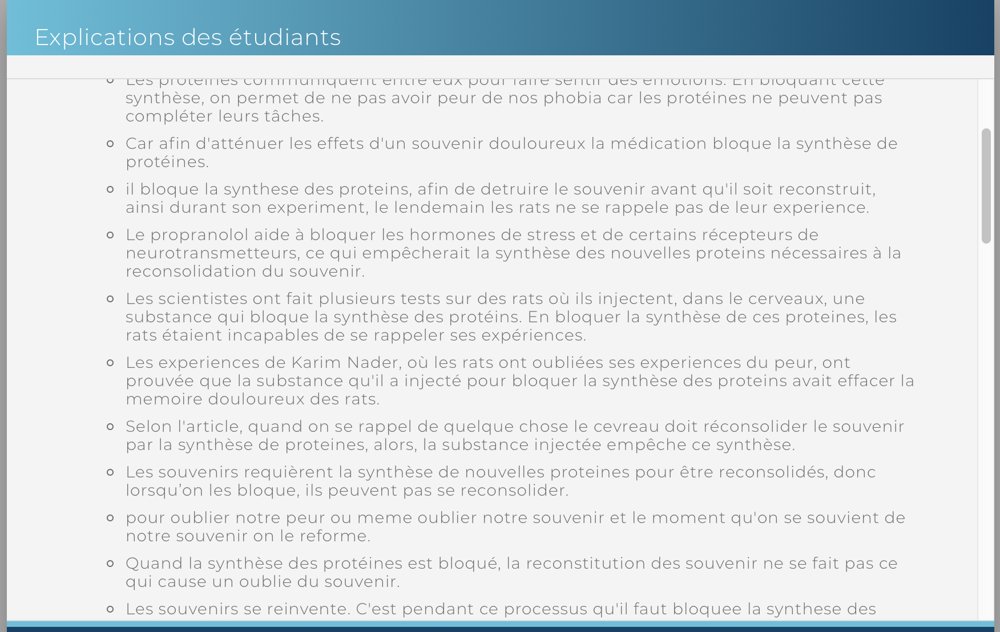 Explications des étudiants
Les protéines communiquent entre eux pour faire sentir des émotions. En bloquant cette
synthèse, on permet de ne pas avoir peur de nos phobia car les protéines ne peuvent pas
compléter leurs tâches.
Car afin d'atténuer les effets d'un souvenir douloureux la médication bloque la synthèse de
protéines.
il bloque la synthese des proteins, afin de detruire le souvenir avant qu'il soit reconstruit,
ainsi durant son experiment, le lendemain les rats ne se rappele pas de leur experience.
Le propranolol aide à bloquer les hormones de stress et de certains récepteurs de
neurotransmetteurs, ce qui empêcherait la synthèse des nouvelles proteins nécessaires à la
reconsolidation du souvenir.
Les scientistes ont fait plusieurs tests sur des rats où ils injectent, dans le cerveaux, une
substance qui bloque la synthèse des protéins. En bloquer la synthèse de ces proteines, les
rats étaient incapables de se rappeler ses expériences.
Les experiences de Karim Nader, où les rats ont oubliées ses experiences du peur, ont
prouvée que la substance qu'il a injecté pour bloquer la synthèse des proteins avait effacer la
memoire douloureux des rats.
Selon l'article, quand on se rappel de quelque chose le cevreau doit réconsolider le souvenir
par la synthèse de proteines, alors, la substance injectée empêche ce synthèse.
Les souvenirs requièrent la synthèse de nouvelles proteines pour être reconsolidés, donc
lorsqu’on les bloque, ils peuvent pas se reconsolider.
pour oublier notre peur ou meme oublier notre souvenir et le moment qu'on se souvient de
notre souvenir on le reforme.
Quand la synthèse des protéines est bloqué, la reconstitution des souvenir ne se fait pas ce
qui cause un oublie du souvenir.
Les souvenirs se reinvente. C'est pendant ce processus qu'il faut bloquee la synthese des